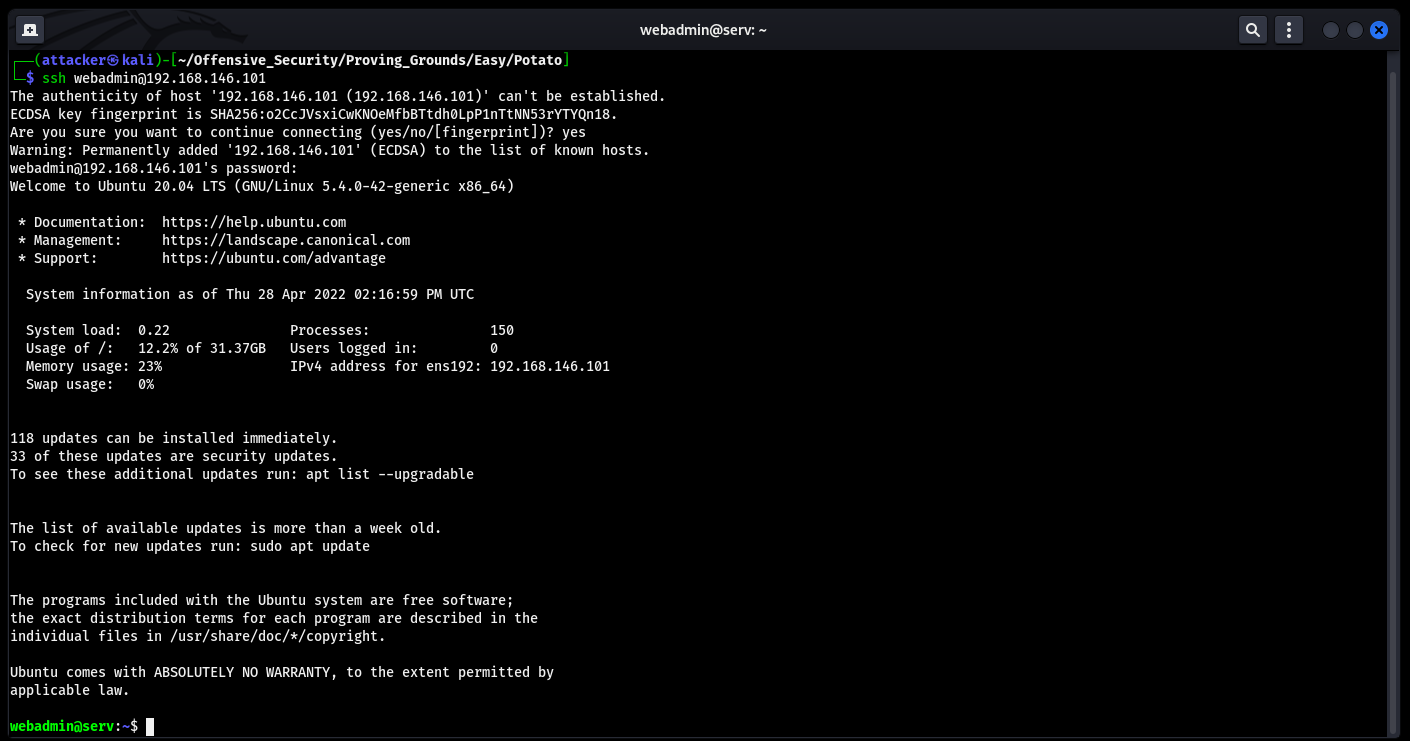 webadmin@serv: ~
┌──(attacker㉿kali)-[~/Offensive_Security/Proving_Grounds/Easy/Potato]
└─$ ssh webadmin@192.168.146.101
The authenticity of host '192.168.146.101 (192.168.146.101)' can't be established.
ECDSA key fingerprint is SHA256:o2CcJVsxiCwKNOeMfbBTtdh0LpP1nTtNN53rYTYQn18.
Are you sure you want to continue connecting (yes/no/[fingerprint])? yes
Warning: Permanently added '192.168.146.101' (ECDSA) to the list of known hosts.
webadmin@192.168.146.101's password:
Welcome to Ubuntu 20.04 LTS (GNU/Linux 5.4.0-42-generic x86_64)

 * Documentation:  https://help.ubuntu.com
 * Management:     https://landscape.canonical.com
 * Support:        https://ubuntu.com/advantage

  System information as of Thu 28 Apr 2022 02:16:59 PM UTC

  System load:  0.22               Processes:               150
  Usage of /:   12.2% of 31.37GB   Users logged in:         0
  Memory usage: 23%                IPv4 address for ens192: 192.168.146.101
  Swap usage:   0%

118 updates can be installed immediately.
33 of these updates are security updates.
To see these additional updates run: apt list --upgradable

The list of available updates is more than a week old.
To check for new updates run: sudo apt update

The programs included with the Ubuntu system are free software;
the exact distribution terms for each program are described in the
individual files in /usr/share/doc/*/copyright.

Ubuntu comes with ABSOLUTELY NO WARRANTY, to the extent permitted by
applicable law.

webadmin@serv:~$